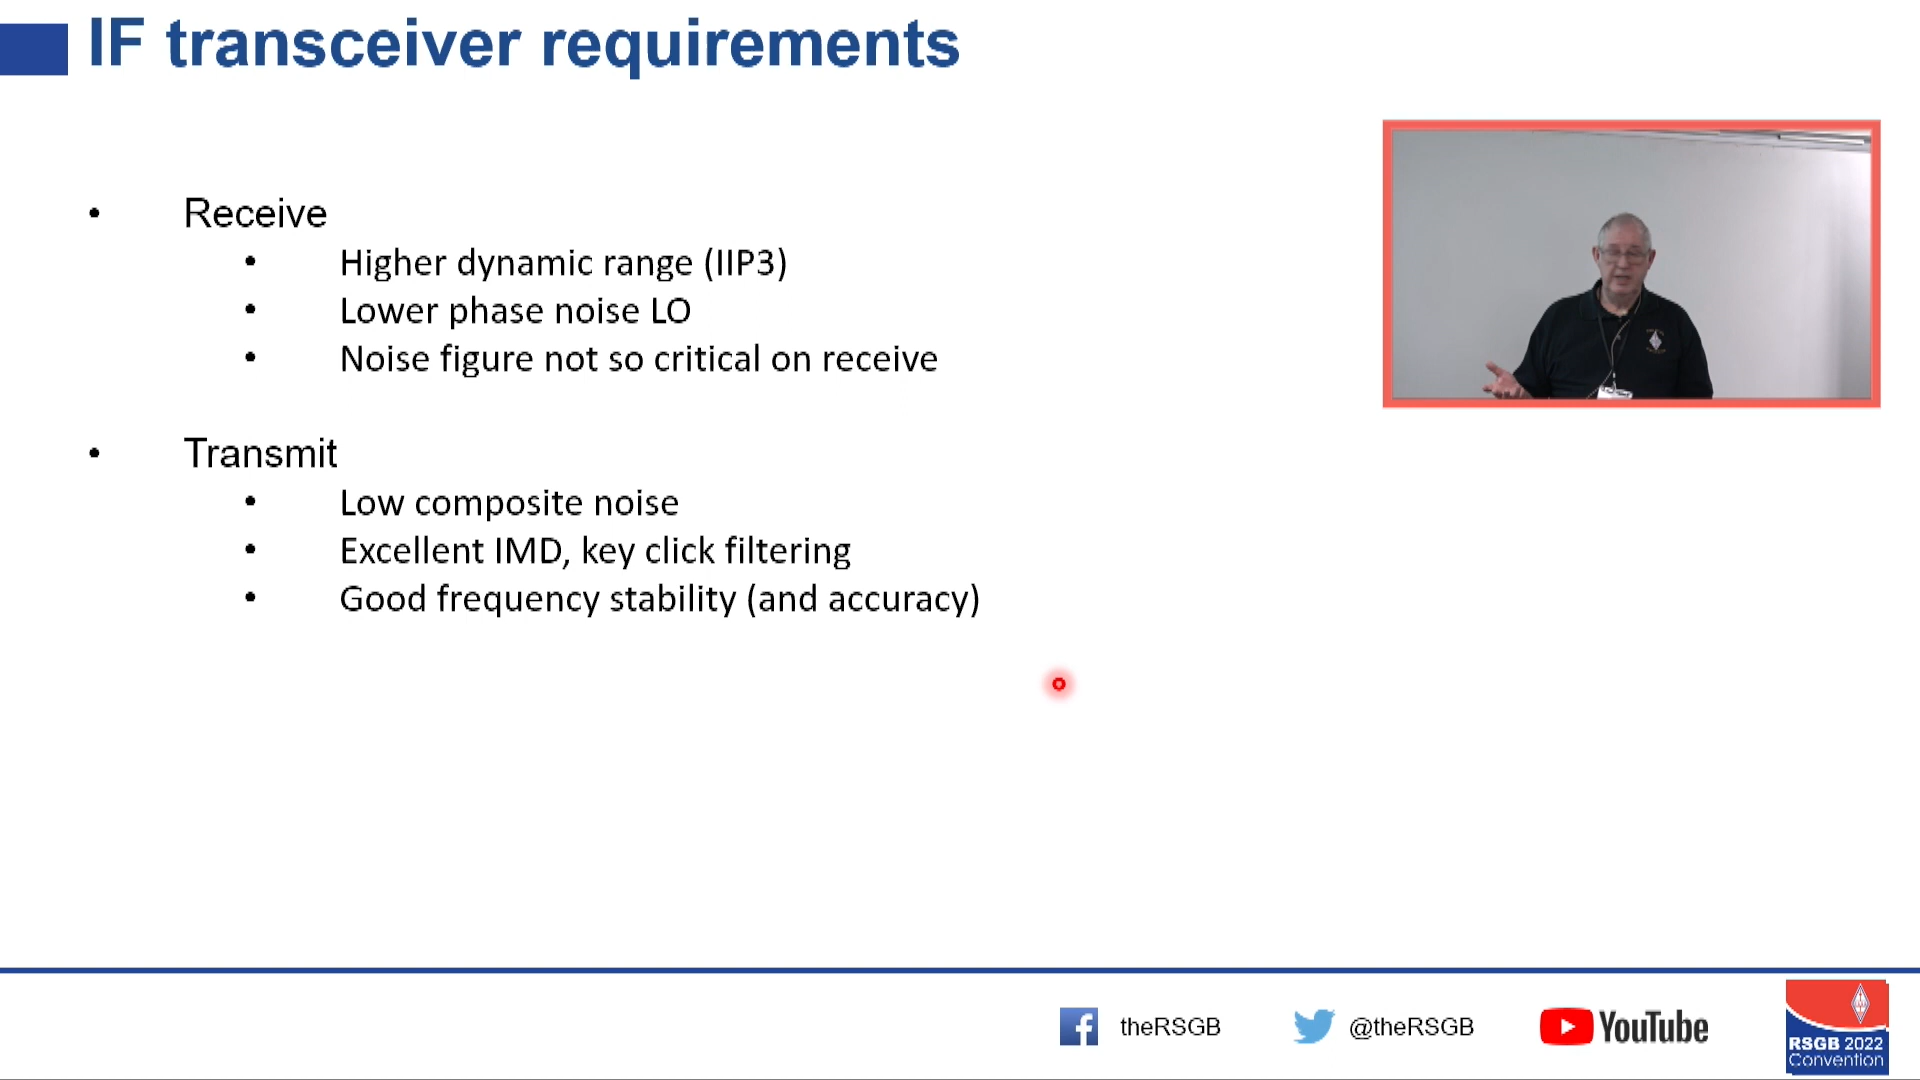 IF transceiver requirements
• Receive
• Higher dynamic range (IIP3)
• Lower phase noise LO
• Noise figure not so critical on receive
• Transmit
• Low composite noise
• Excellent IMD, key click filtering
• Good frequency stability (and accuracy)
theRSGB
@theRSGB
YouTube
RSGB 2022
Convention